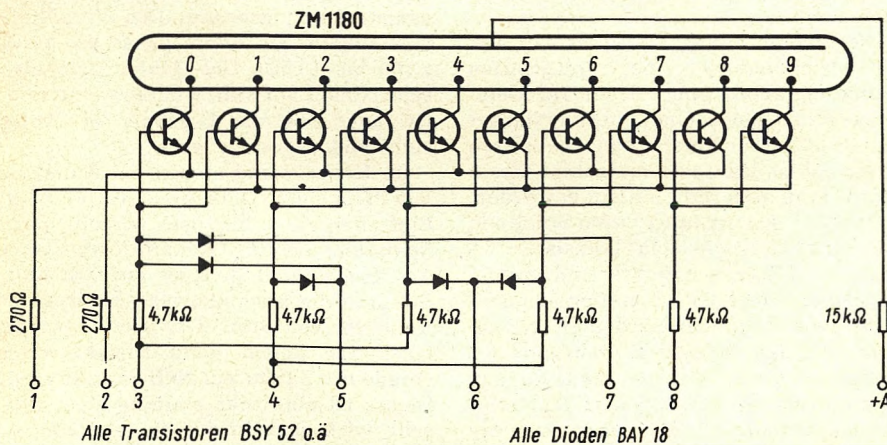 ZM 1180
0 1 2 3 4 5 6 7 8 9
270Ω 270Ω 4,7kΩ 4,7kΩ 4,7kΩ 4,7kΩ 4,7kΩ 15kΩ
1 2 3 4 5 6 7 8 +A
Alle Transistoren BSY 52 o.ä Alle Dioden BAY 18